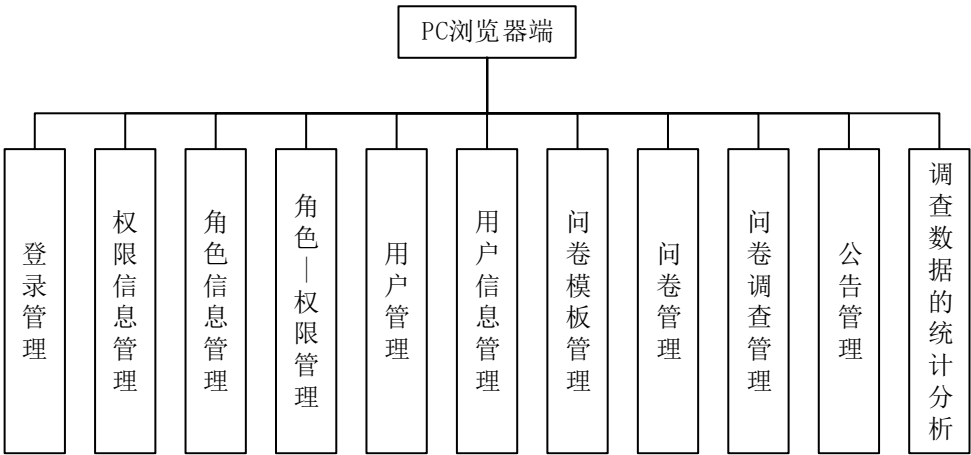 PC浏览器端
登录管理
权限信息管理
角色信息管理
角色—权限管理
用户管理
用户信息管理
问卷模板管理
问卷管理
问卷调查管理
公告管理
调查数据的统计分析